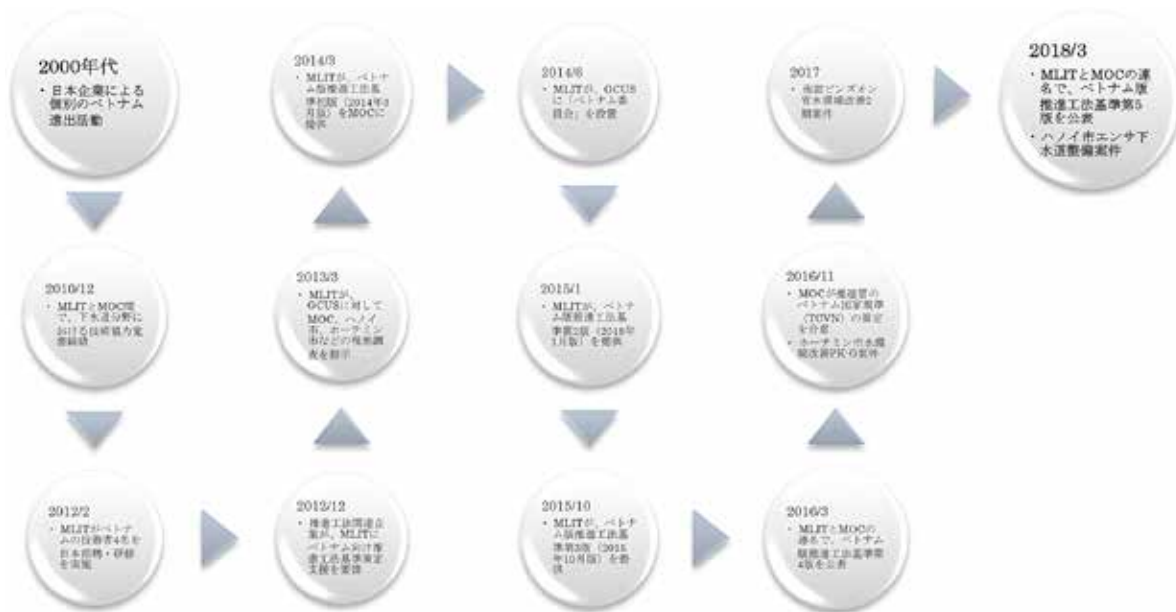 2000年代
・日本企業による
個別のベトナム
進出活動
2010/12
・MLITとMOC間
で、下水道分野に
おける技術協力覚
書締結
2012/2
・MLITがベトナ
ムの技術者4名を
日本招聘・研修
を実施
2012/12
・推進工法関連企
業が、MLITに
ベトナム向け推
進工法基準策定
支援を要請
2013/3
・MLITが、
GCUSに対して
MOC、ハノイ
市、ホーチミン
市などの現地調
査を指示
2014/3
・MLITが、ベトナ
ム版推進工法基
準初版（2014年3
月版）をMOCに
提供
2014/6
・MLITが、GCUS
に「ベトナム委
員会」を設置
2015/1
・MLITが、ベトナ
ム版推進工法基
準第2版（2015年
1月版）を提供
2015/10
・MLITが、ベトナ
ム版推進工法基
準第3版（2015
年10月版）を提
供
2016/3
・MLITとMOCの
連名で、ベトナム
版推進工法基準第
4版を公表
2016/11
・MOCが推進管の
ベトナム国家規準
（TCVN）の策定
を合意
・ホーチミン市水環
境改善PK-G案件
2017
・南部ビンズオン
省水環境改善2
期案件
2018/3
・MLITとMOCの連
名で、ベトナム版
推進工法基準第5
版を公表
・ハノイ市エンサ下
水道整備案件